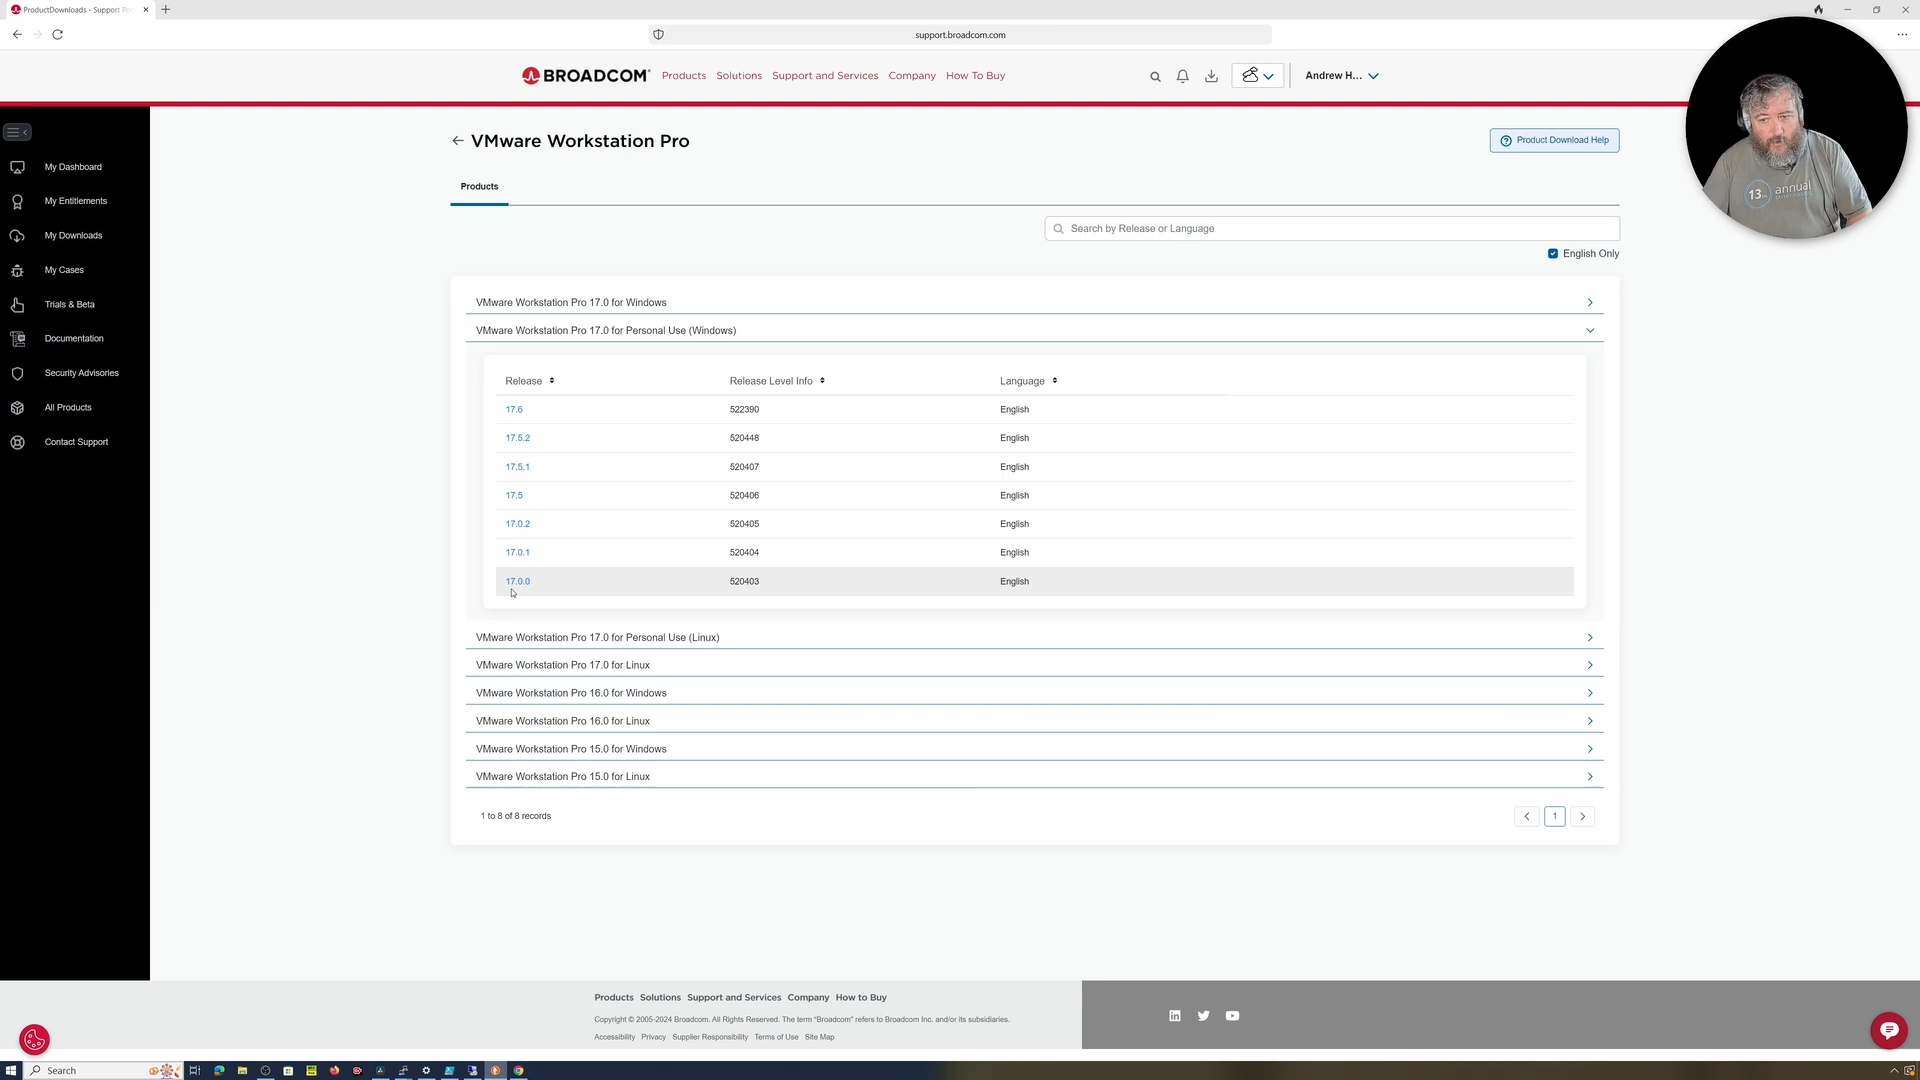 ProductDownloads - Support Po
support.broadcom.com
BROADCOM
Products Solutions Support and Services Company How To Buy
Andrew H...
VMware Workstation Pro
Product Download Help
Products
Search by Release or Language
English Only
My Dashboard
My Entitlements
My Downloads
My Cases
Trials & Beta
Documentation
Security Advisories
All Products
Contact Support
VMware Workstation Pro 17.0 for Windows
VMware Workstation Pro 17.0 for Personal Use (Windows)
Release Release Level Info Language
17.6 522390 English
17.5.2 520448 English
17.5.1 520407 English
17.5 520406 English
17.0.2 520405 English
17.0.1 520404 English
17.0.0 520403 English
VMware Workstation Pro 17.0 for Personal Use (Linux)
VMware Workstation Pro 17.0 for Linux
VMware Workstation Pro 16.0 for Windows
VMware Workstation Pro 16.0 for Linux
VMware Workstation Pro 15.0 for Windows
VMware Workstation Pro 15.0 for Linux
1 to 8 of 8 records
1
13th annual
Products Solutions Support and Services Company How to Buy
Copyright © 2005-2024 Broadcom. All Rights Reserved. The term “Broadcom” refers to Broadcom Inc. and/or its subsidiaries.
Accessibility Privacy Supplier Responsibility Terms of Use Site Map
Search